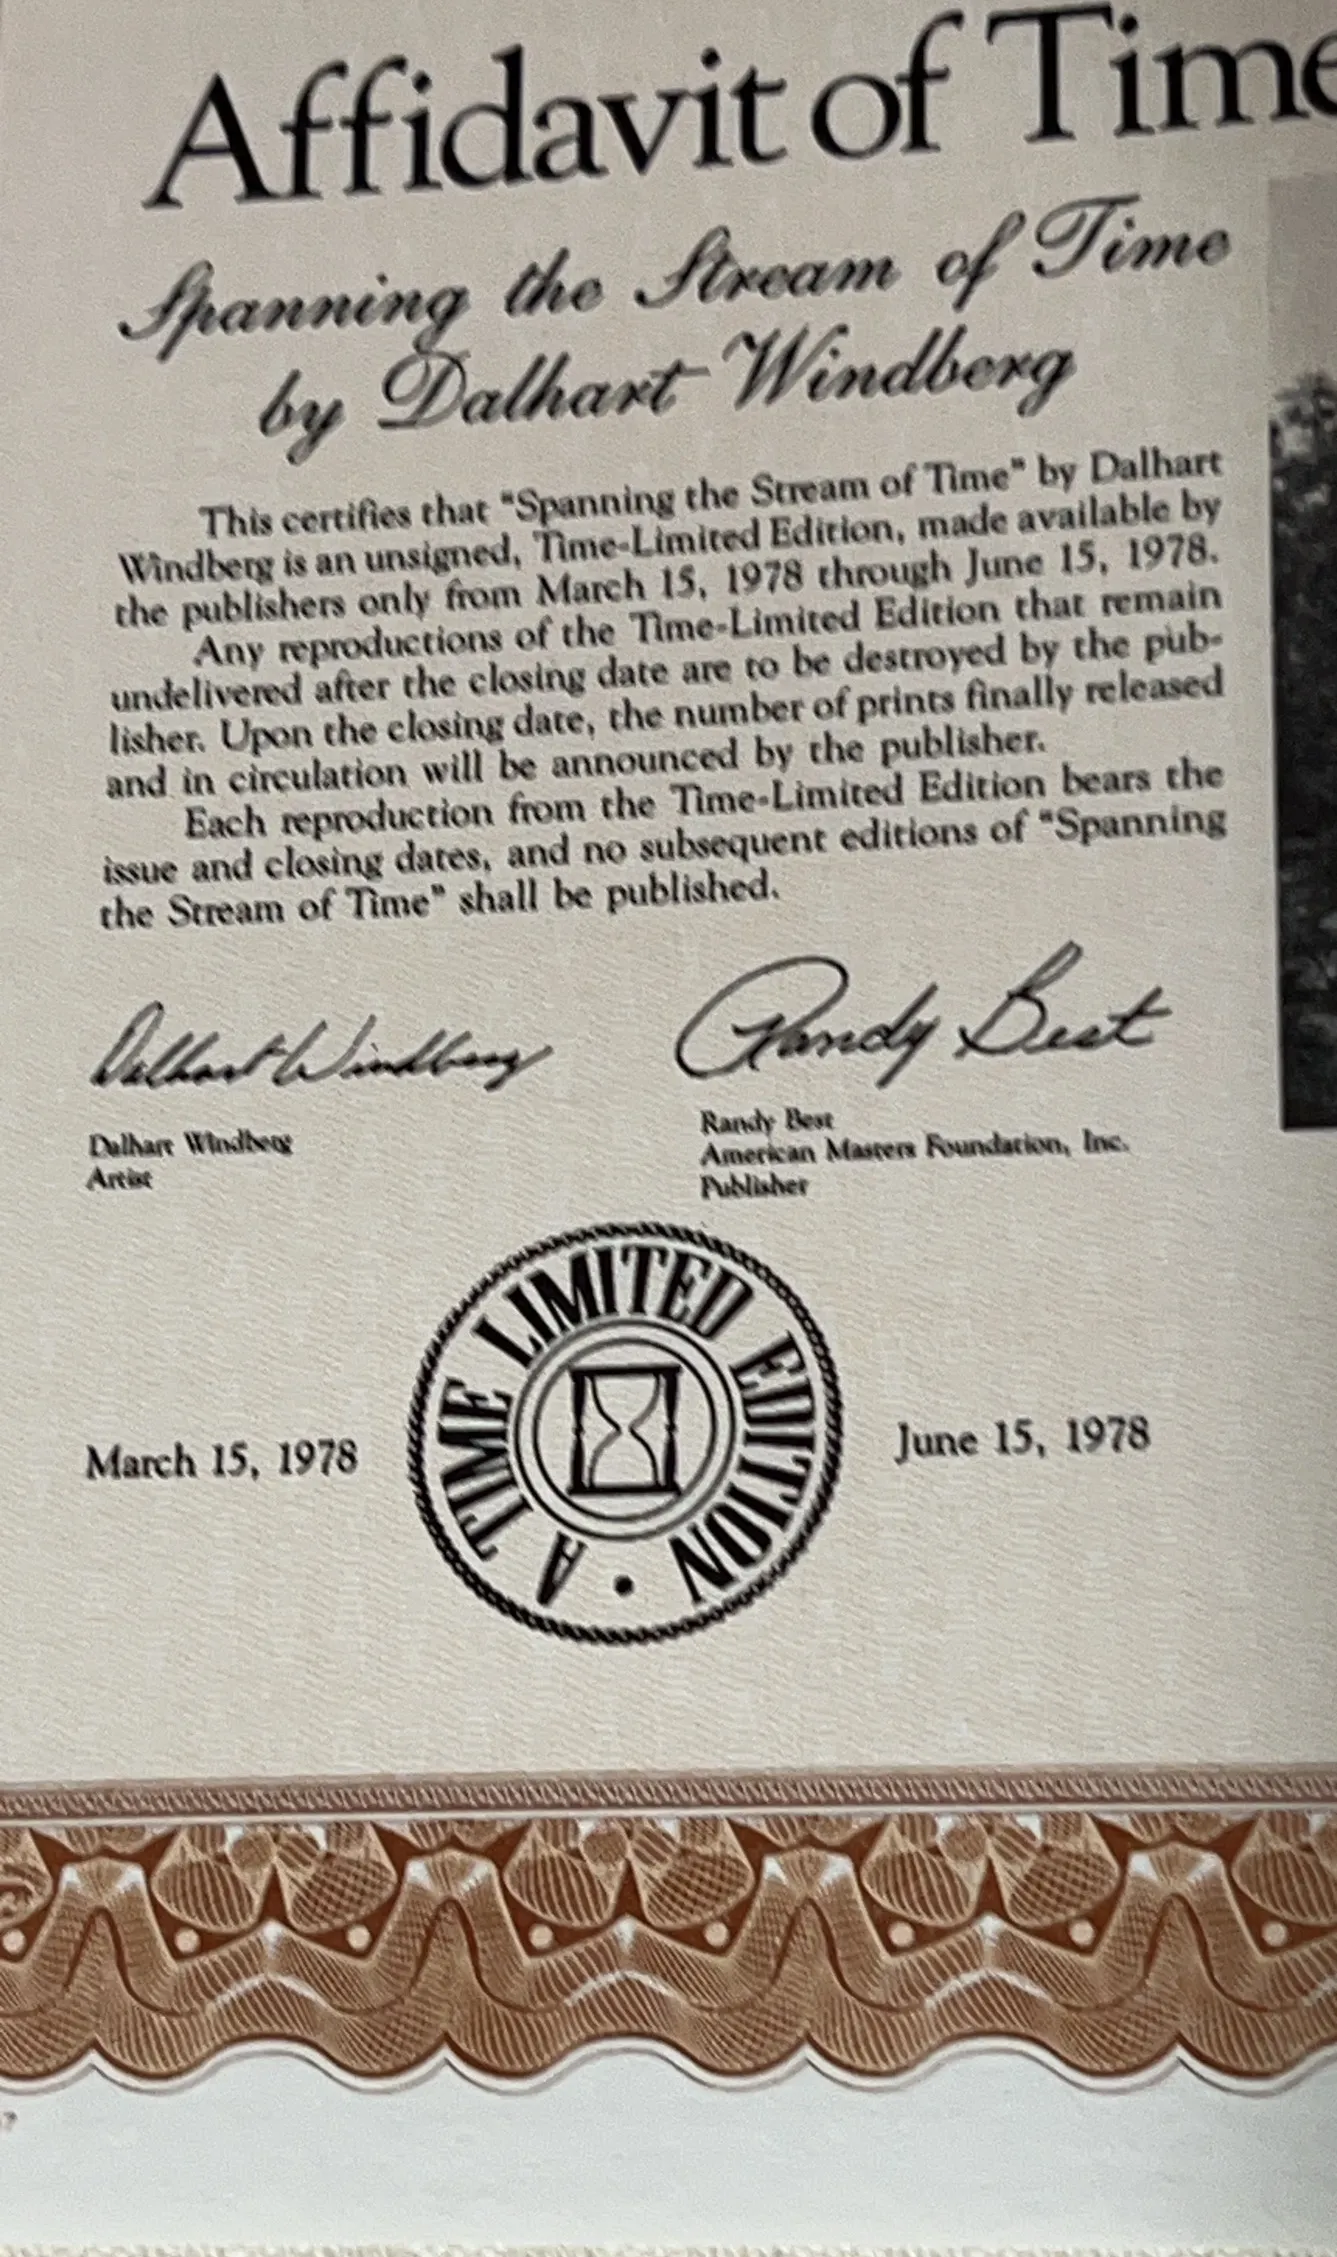 Affidavit of Time
Spanning the Stream of Time
by Dalhart Windberg
This certifies that "Spanning the Stream of Time" by Dalhart
Windberg is an unsigned, Time-Limited Edition, made available by
the publishers only from March 15, 1978 through June 15, 1978.
Any reproductions of the Time-Limited Edition that remain
undelivered after the closing date are to be destroyed by the pub-
lisher. Upon the closing date, the number of prints finally released
and in circulation will be announced by the publisher.
Each reproduction from the Time-Limited Edition bears the
issue and closing dates, and no subsequent editions of "Spanning
the Stream of Time" shall be published.
Dalhart Windberg
Randy Best
Dalhart Windberg
Artist
Randy Best
American Masters Foundation, Inc.
Publisher
March 15, 1978
A TIME LIMITED EDITION •
June 15, 1978